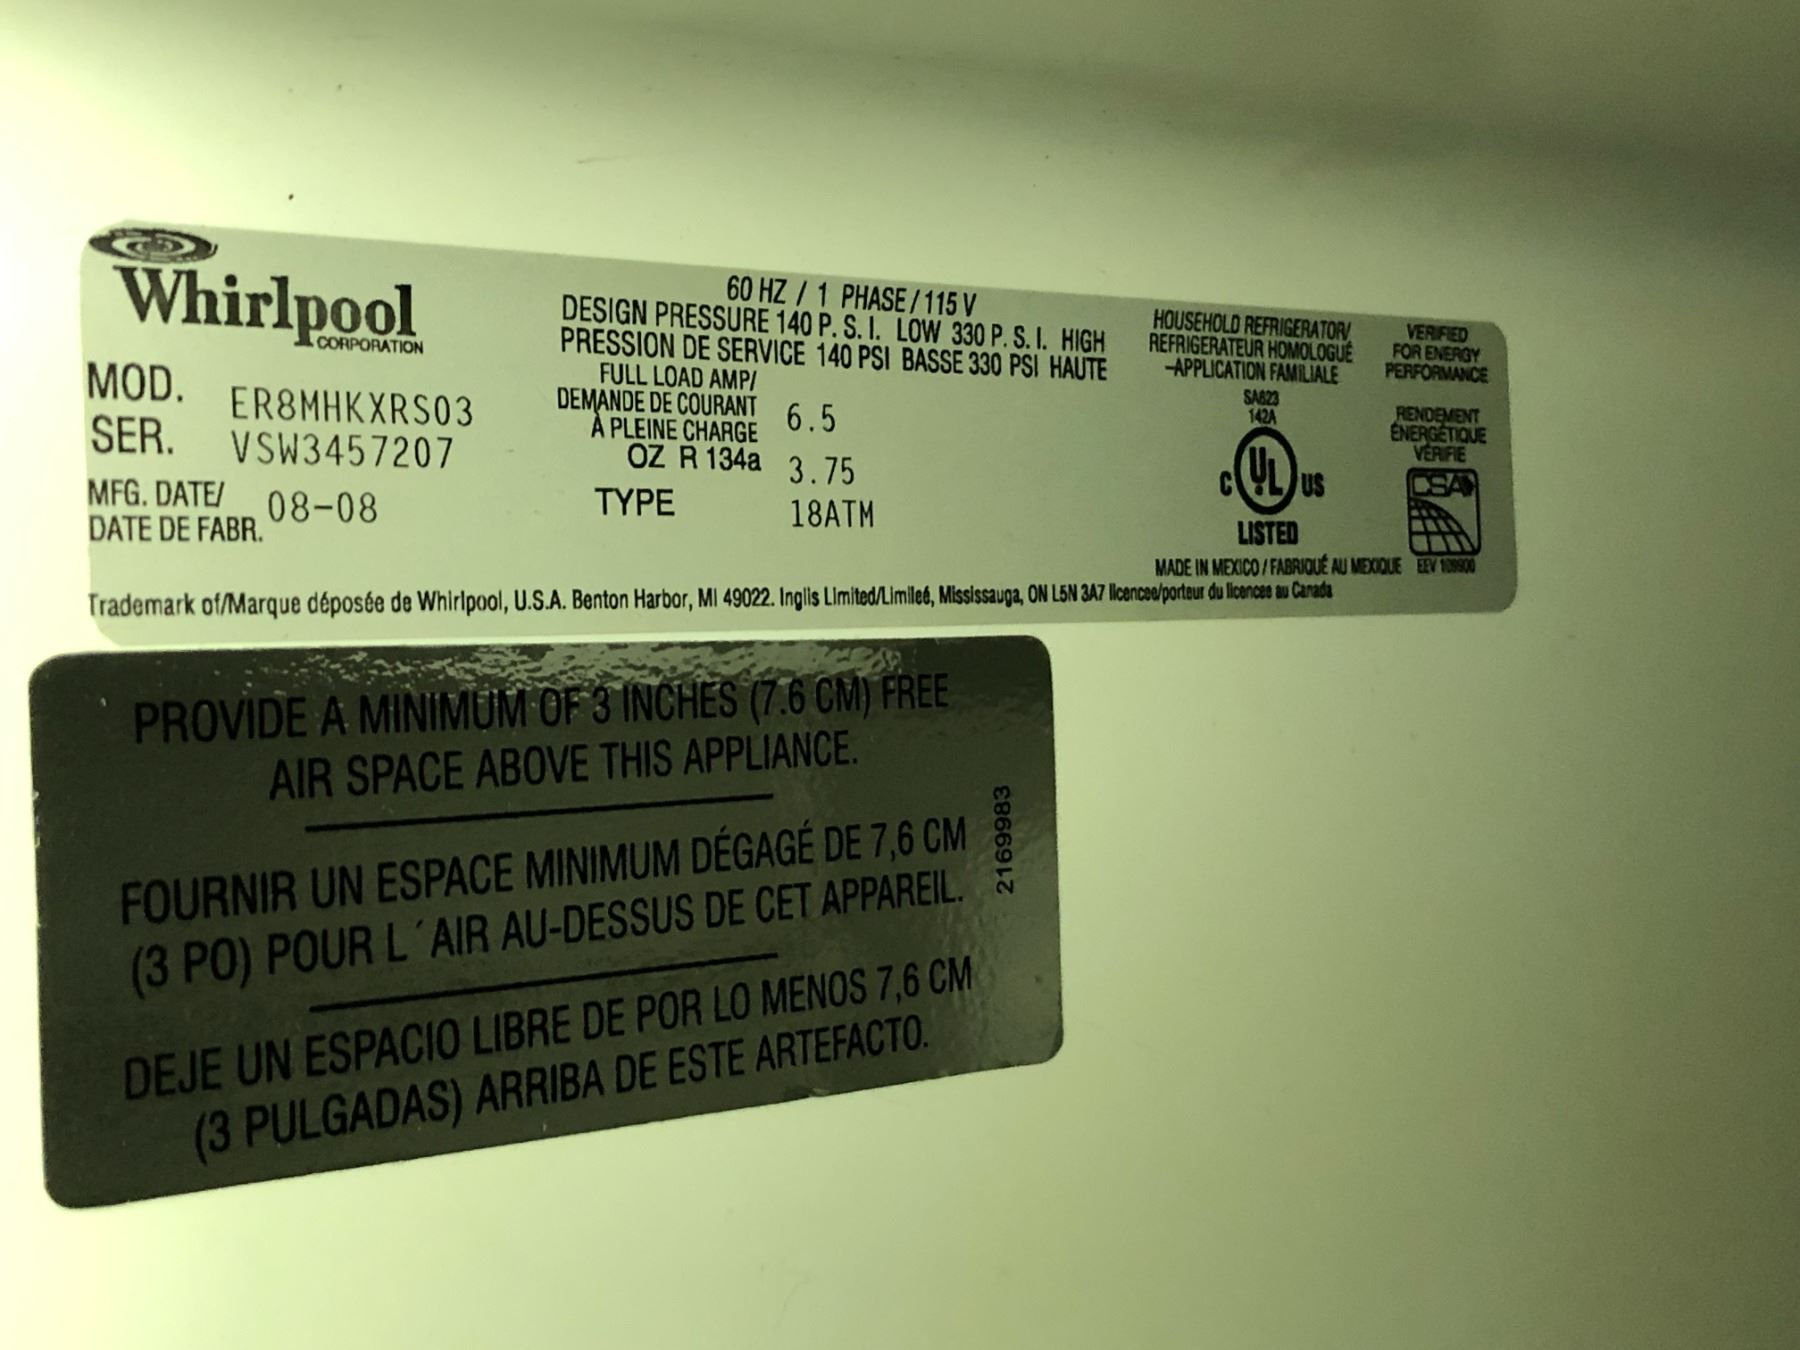 Whirlpool
CORPORATION
MOD. ER8MHKXRS03
SER. VSW3457207
MFG. DATE/
DATE DE FABR. 08-08
60 HZ / 1 PHASE / 115 V
DESIGN PRESSURE 140 P. S. I. LOW 330 P. S. I. HIGH
PRESSION DE SERVICE 140 PSI BASSE 330 PSI HAUTE
FULL LOAD AMP/
DEMANDE DE COURANT
À PLEINE CHARGE 6.5
OZ R 134a 3.75
TYPE 18ATM
HOUSEHOLD REFRIGERATOR/
REFRIGERATEUR HOMOLOGUÉ
-APPLICATION FAMILIALE
SA623
142A
C UL US
LISTED
VERIFIED
FOR ENERGY
PERFORMANCE
RENDEMENT
ÉNERGÉTIQUE
VÉRIFIE
CSA
MADE IN MEXICO / FABRIQUÉ AU MEXIQUE EEV
Trademark of/Marque déposée de Whirlpool, U.S.A. Benton Harbor, MI 49022. Inglis Limited/Limileé, Mississauga, ON L5N 3A7 licencee/porteur du licences au Canada
PROVIDE A MINIMUM OF 3 INCHES (7.6 CM) FREE
AIR SPACE ABOVE THIS APPLIANCE.
FOURNIR UN ESPACE MINIMUM DÉGAGÉ DE 7,6 CM
(3 PO) POUR L´AIR AU-DESSUS DE CET APPAREIL.
DEJE UN ESPACIO LIBRE DE POR LO MENOS 7,6 CM
(3 PULGADAS) ARRIBA DE ESTE ARTEFACTO.
2169983